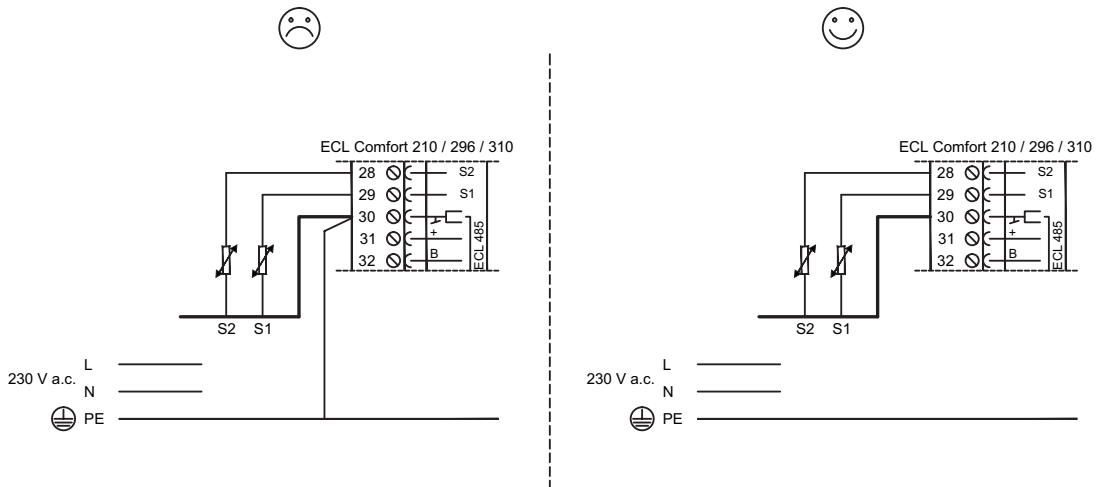 ECL Comfort 210 / 296 / 310
28 S2
29 S1
30
31 +
32 B
ECL 485
S2 S1
L
230 V a.c.
N
PE
ECL Comfort 210 / 296 / 310
28 S2
29 S1
30
31 +
32 B
ECL 485
S2 S1
L
230 V a.c.
N
PE